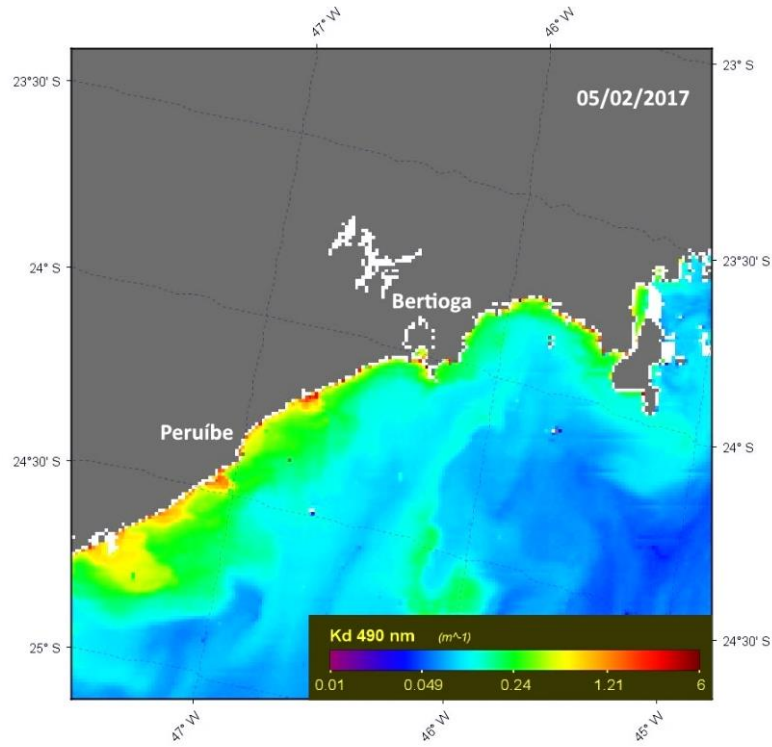 47° W
46° W
23°30' S
23° S
05/02/2017
24° S
23°30' S
Bertioga
Peruíbe
24°30' S
24° S
25° S
24°30' S
Kd 490 nm (m^-1)
0.01 0.049 0.24 1.21 6
47° W
46° W
45° W